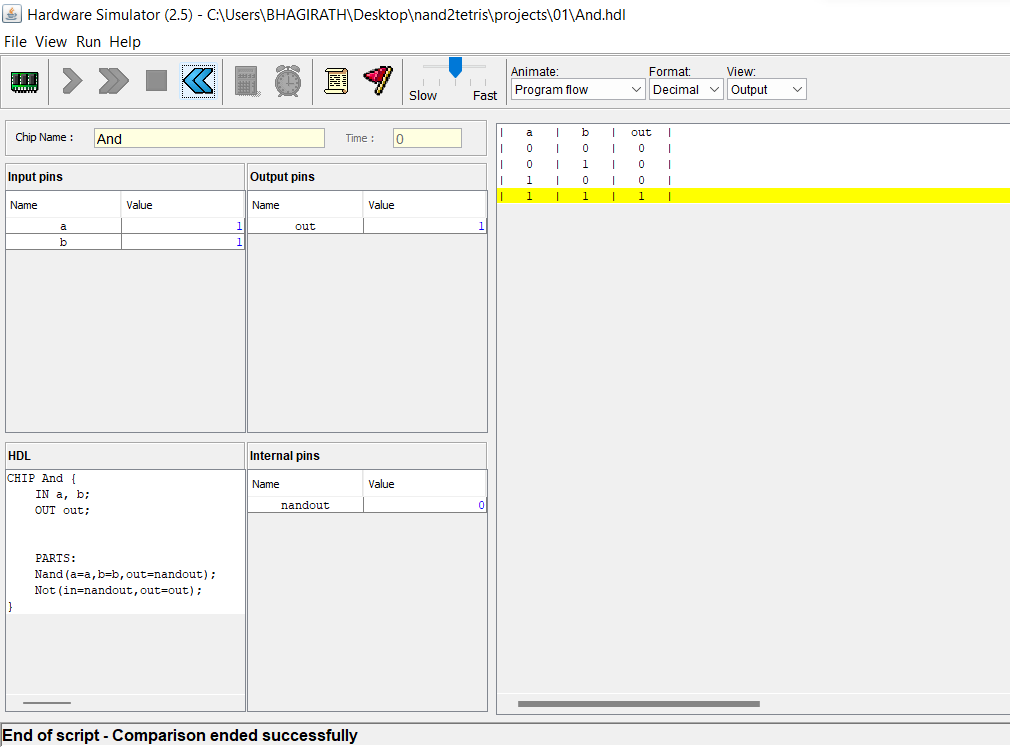 Hardware Simulator (2.5) - C:\Users\BHAGIRATH\Desktop\nand2tetris\projects\01\And.hdl
File View Run Help
Slow Fast
Animate: Format: View:
Program flow Decimal Output
Chip Name : And Time : 0
Input pins
Name Value
a 1
b 1
Output pins
Name Value
out 1
HDL
CHIP And {
IN a, b;
OUT out;
PARTS:
Nand(a=a,b=b,out=nandout);
Not(in=nandout,out=out);
}
Internal pins
Name Value
nandout 0
| a | b | out |
| 0 | 0 | 0 |
| 0 | 1 | 0 |
| 1 | 0 | 0 |
| 1 | 1 | 1 |
End of script - Comparison ended successfully